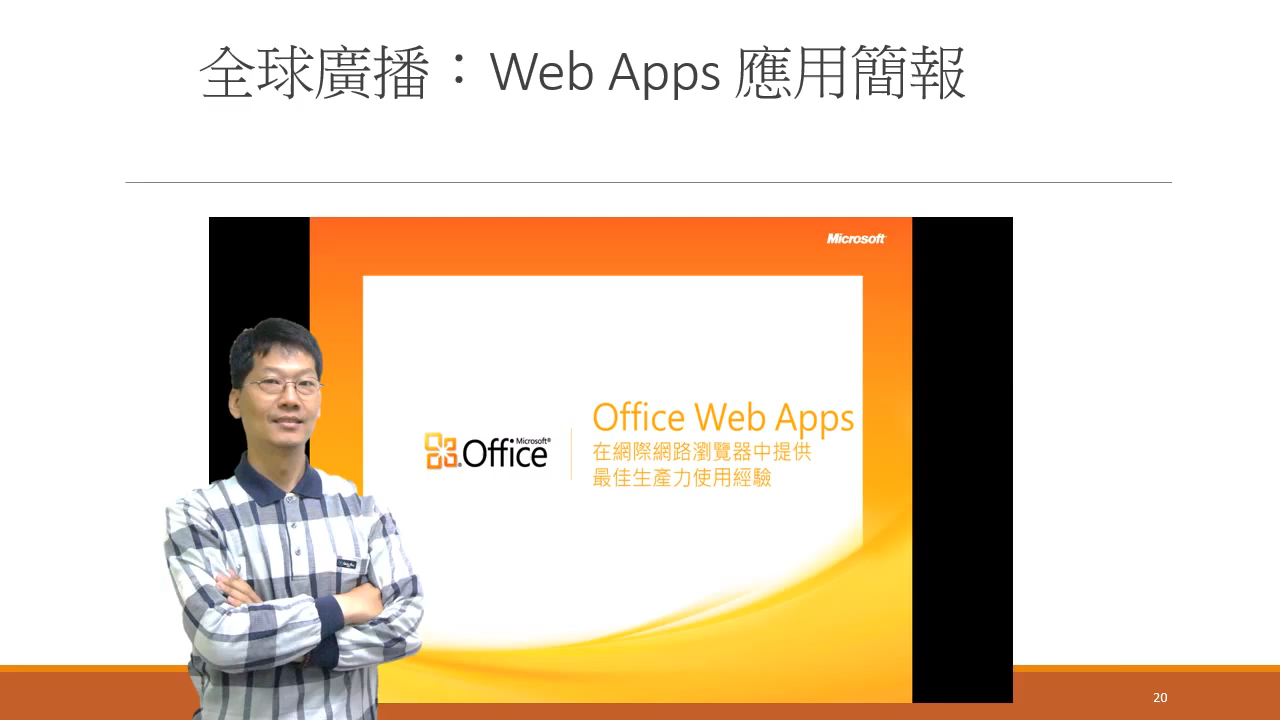 全球廣播：Web Apps 應用簡報
Microsoft
Office Web Apps
在網際網路瀏覽器中提供
最佳生產力使用經驗
Microsoft®
Office
20